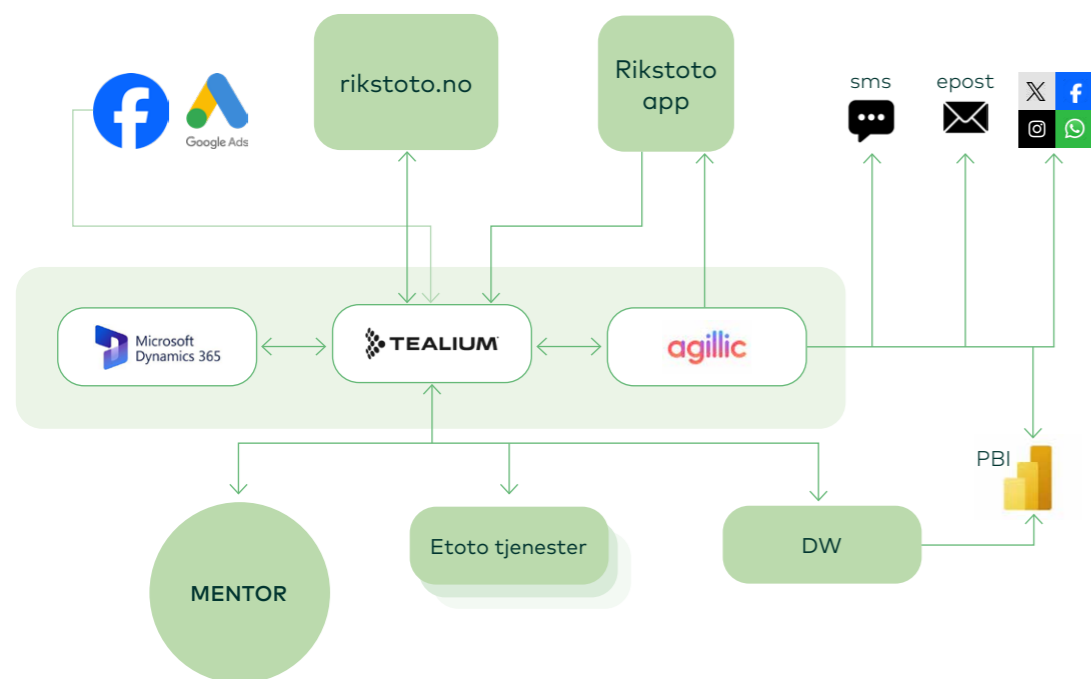 rikstoto.no
Rikstoto
app
sms
epost
Google Ads
Microsoft
Dynamics 365
TEALIUM
agillic
PBI
MENTOR
Etoto tjenester
DW